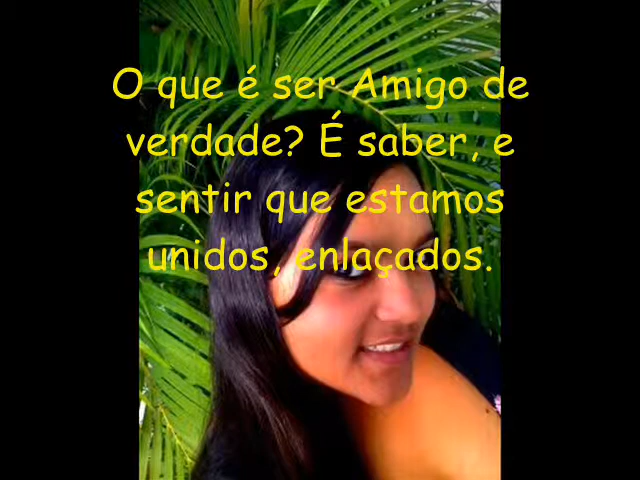 O que é ser Amigo de
verdade? É saber, e
sentir que estamos
unidos, enlaçados.